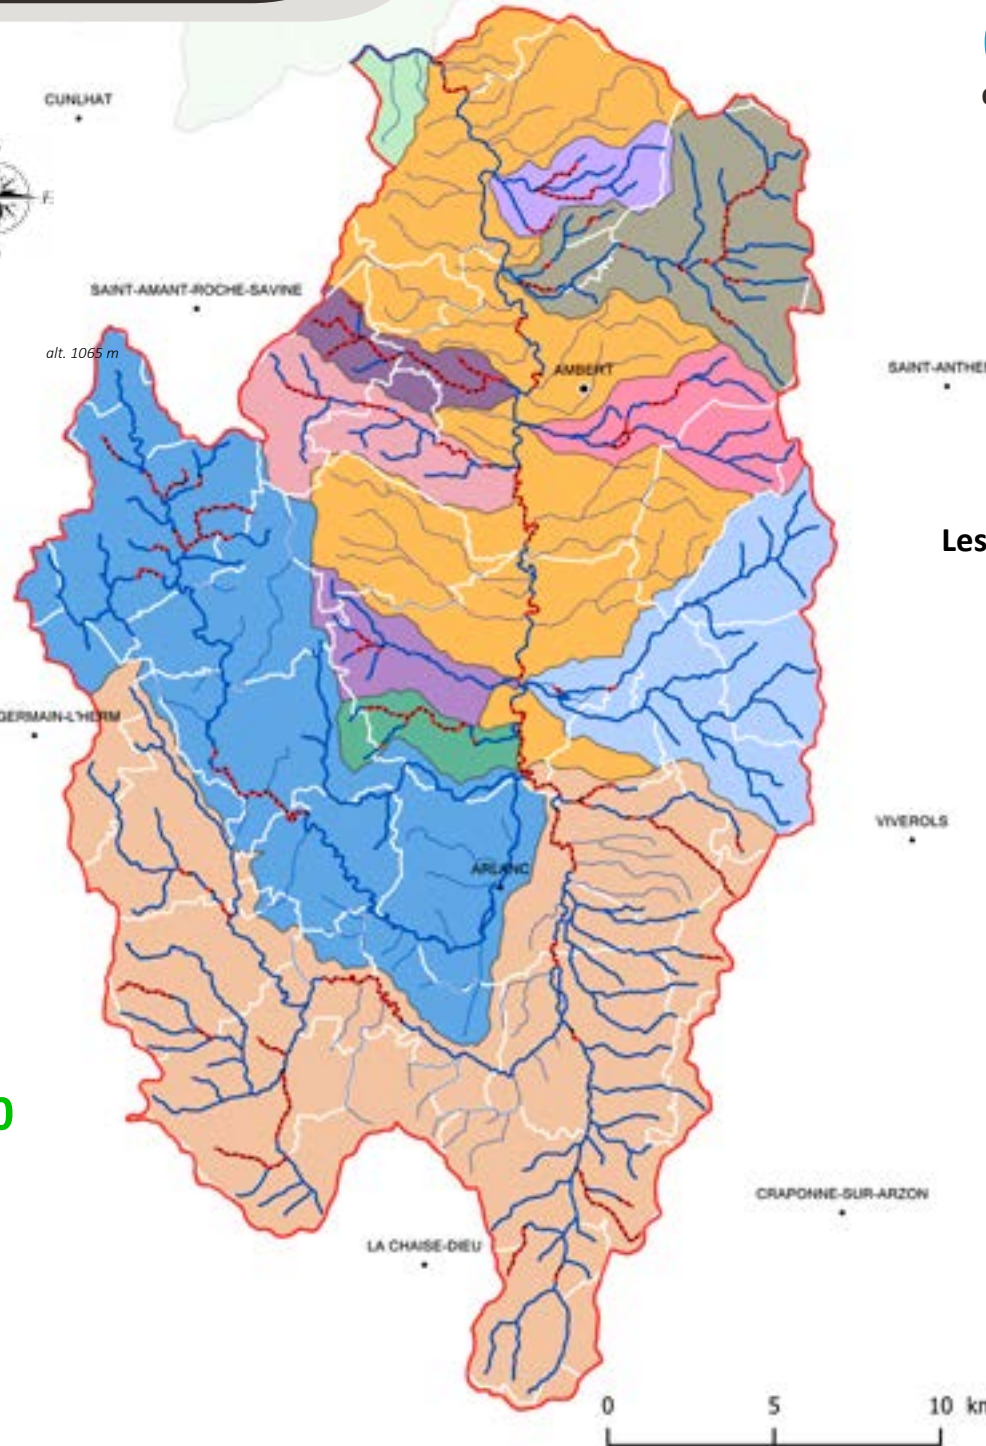 CUNLHAT
E
SAINT-AMANT-ROCHE-SAVINE
alt. 1065 m
AMBERT
SAINT-ANTHE
Les
GERMAIN-L'HERM
VIVEROLS
ARLANC
0
CRAPONNE-SUR-ARZON
LA CHAISE-DIEU
0 5 10 km